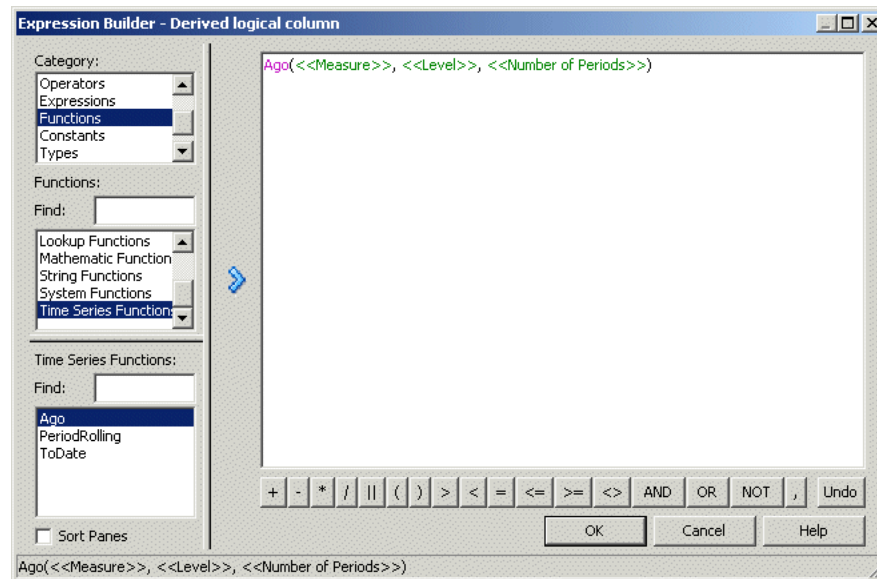 Expression Builder - Derived logical column
Category:
Operators
Expressions
Functions
Constants
Types
Functions:
Find:
Lookup Functions
Mathematic Function
String Functions
System Functions
Time Series Functions
Time Series Functions:
Find:
Ago
PeriodRolling
ToDate
Sort Panes
Ago(<<Measure>>, <<Level>>, <<Number of Periods>>)
+ - * / || ( ) > < = <= >= <> AND OR NOT , Undo
OK Cancel Help
Ago(<<Measure>>, <<Level>>, <<Number of Periods>>)